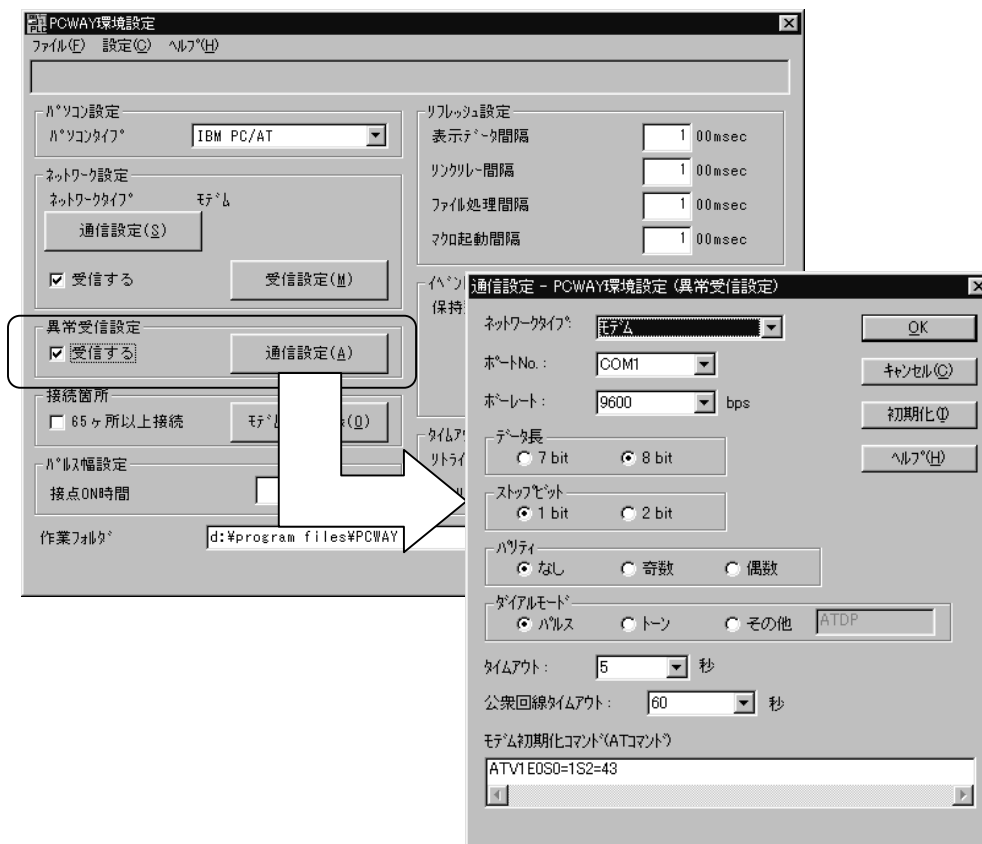 PCWAY環境設定
ファイル(F) 設定(C) ヘルプ(H)
パソコン設定
パソコンタイプ IBM PC/AT
ネットワーク設定
ネットワークタイプ モデム
通信設定(S)
受信する 受信設定(M)
異常受信設定
受信する 通信設定(A)
接続箇所
65ヶ所以上接続 モデ (O)
パルス幅設定
接点ON時間
作業フォルダ d:¥program files¥PCWAY
リフレッシュ設定
表示データ間隔 1 00msec
リンクリレー間隔 1 00msec
ファイル処理間隔 1 00msec
マクロ起動間隔 1 00msec
イベン
保持
タイムア
リトライ
通信設定 - PCWAY環境設定 (異常受信設定)
ネットワークタイプ: モデム
ポートNo. : COM1
ボーレート : 9600 bps
データ長
7 bit 8 bit
ストップビット
1 bit 2 bit
パリティ
なし 奇数 偶数
ダイアルモード
パルス トーン その他 ATDP
タイムアウト : 5 秒
公衆回線タイムアウト : 60 秒
モデム初期化コマンド(ATコマンド)
ATV1E0S0=1S2=43
OK
キャンセル(C)
初期化(I)
ヘルプ(H)